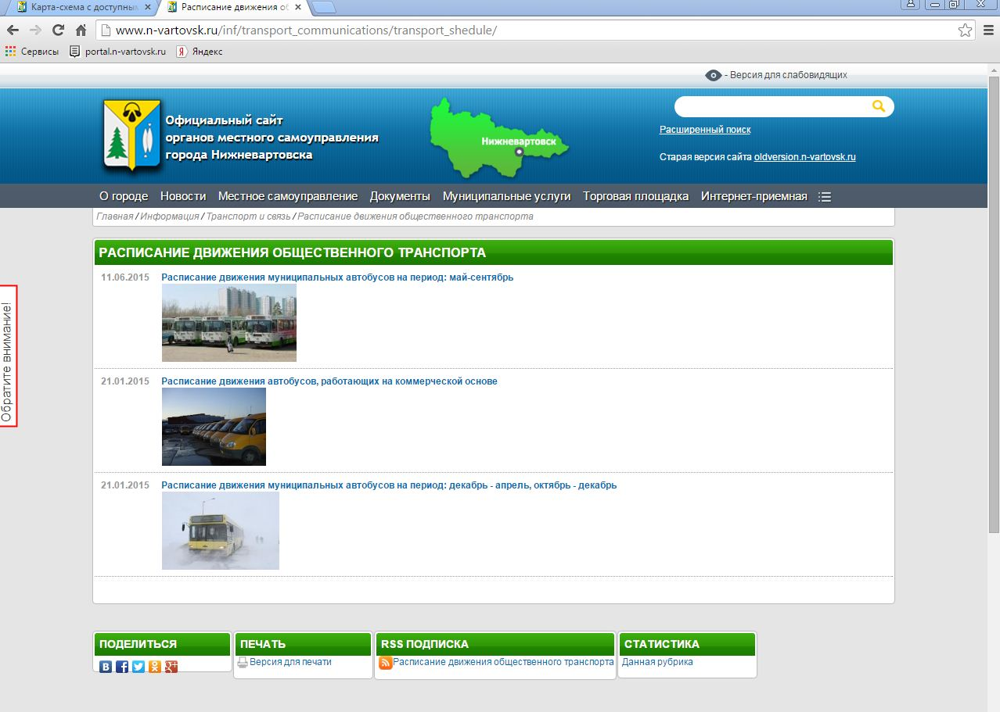 Карта-схема с доступным
Расписание движения об
www.n-vartovsk.ru/inf/transport_communications/transport_shedule/
Сервисы
portal.n-vartovsk.ru
Яндекс
- Версия для слабовидящих
Официальный сайт
органов местного самоуправления
города Нижневартовска
Нижневартовск
Расширенный поиск
Старая версия сайта oldversion.n-vartovsk.ru
О городе Новости Местное самоуправление Документы Муниципальные услуги Торговая площадка Интернет-приемная
Главная / Информация / Транспорт и связь / Расписание движения общественного транспорта
РАСПИСАНИЕ ДВИЖЕНИЯ ОБЩЕСТВЕННОГО ТРАНСПОРТА
11.06.2015 Расписание движения муниципальных автобусов на период: май-сентябрь
Обратите внимание!
21.01.2015 Расписание движения автобусов, работающих на коммерческой основе
21.01.2015 Расписание движения муниципальных автобусов на период: декабрь - апрель, октябрь - декабрь
ПОДЕЛИТЬСЯ
ПЕЧАТЬ
Версия для печати
RSS ПОДПИСКА
Расписание движения общественного транспорта
СТАТИСТИКА
Данная рубрика